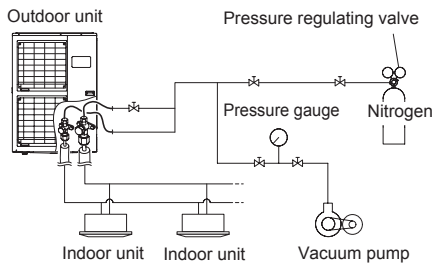 Outdoor unit
Pressure regulating valve
Pressure gauge
Nitrogen
Indoor unit
Indoor unit
Vacuum pump